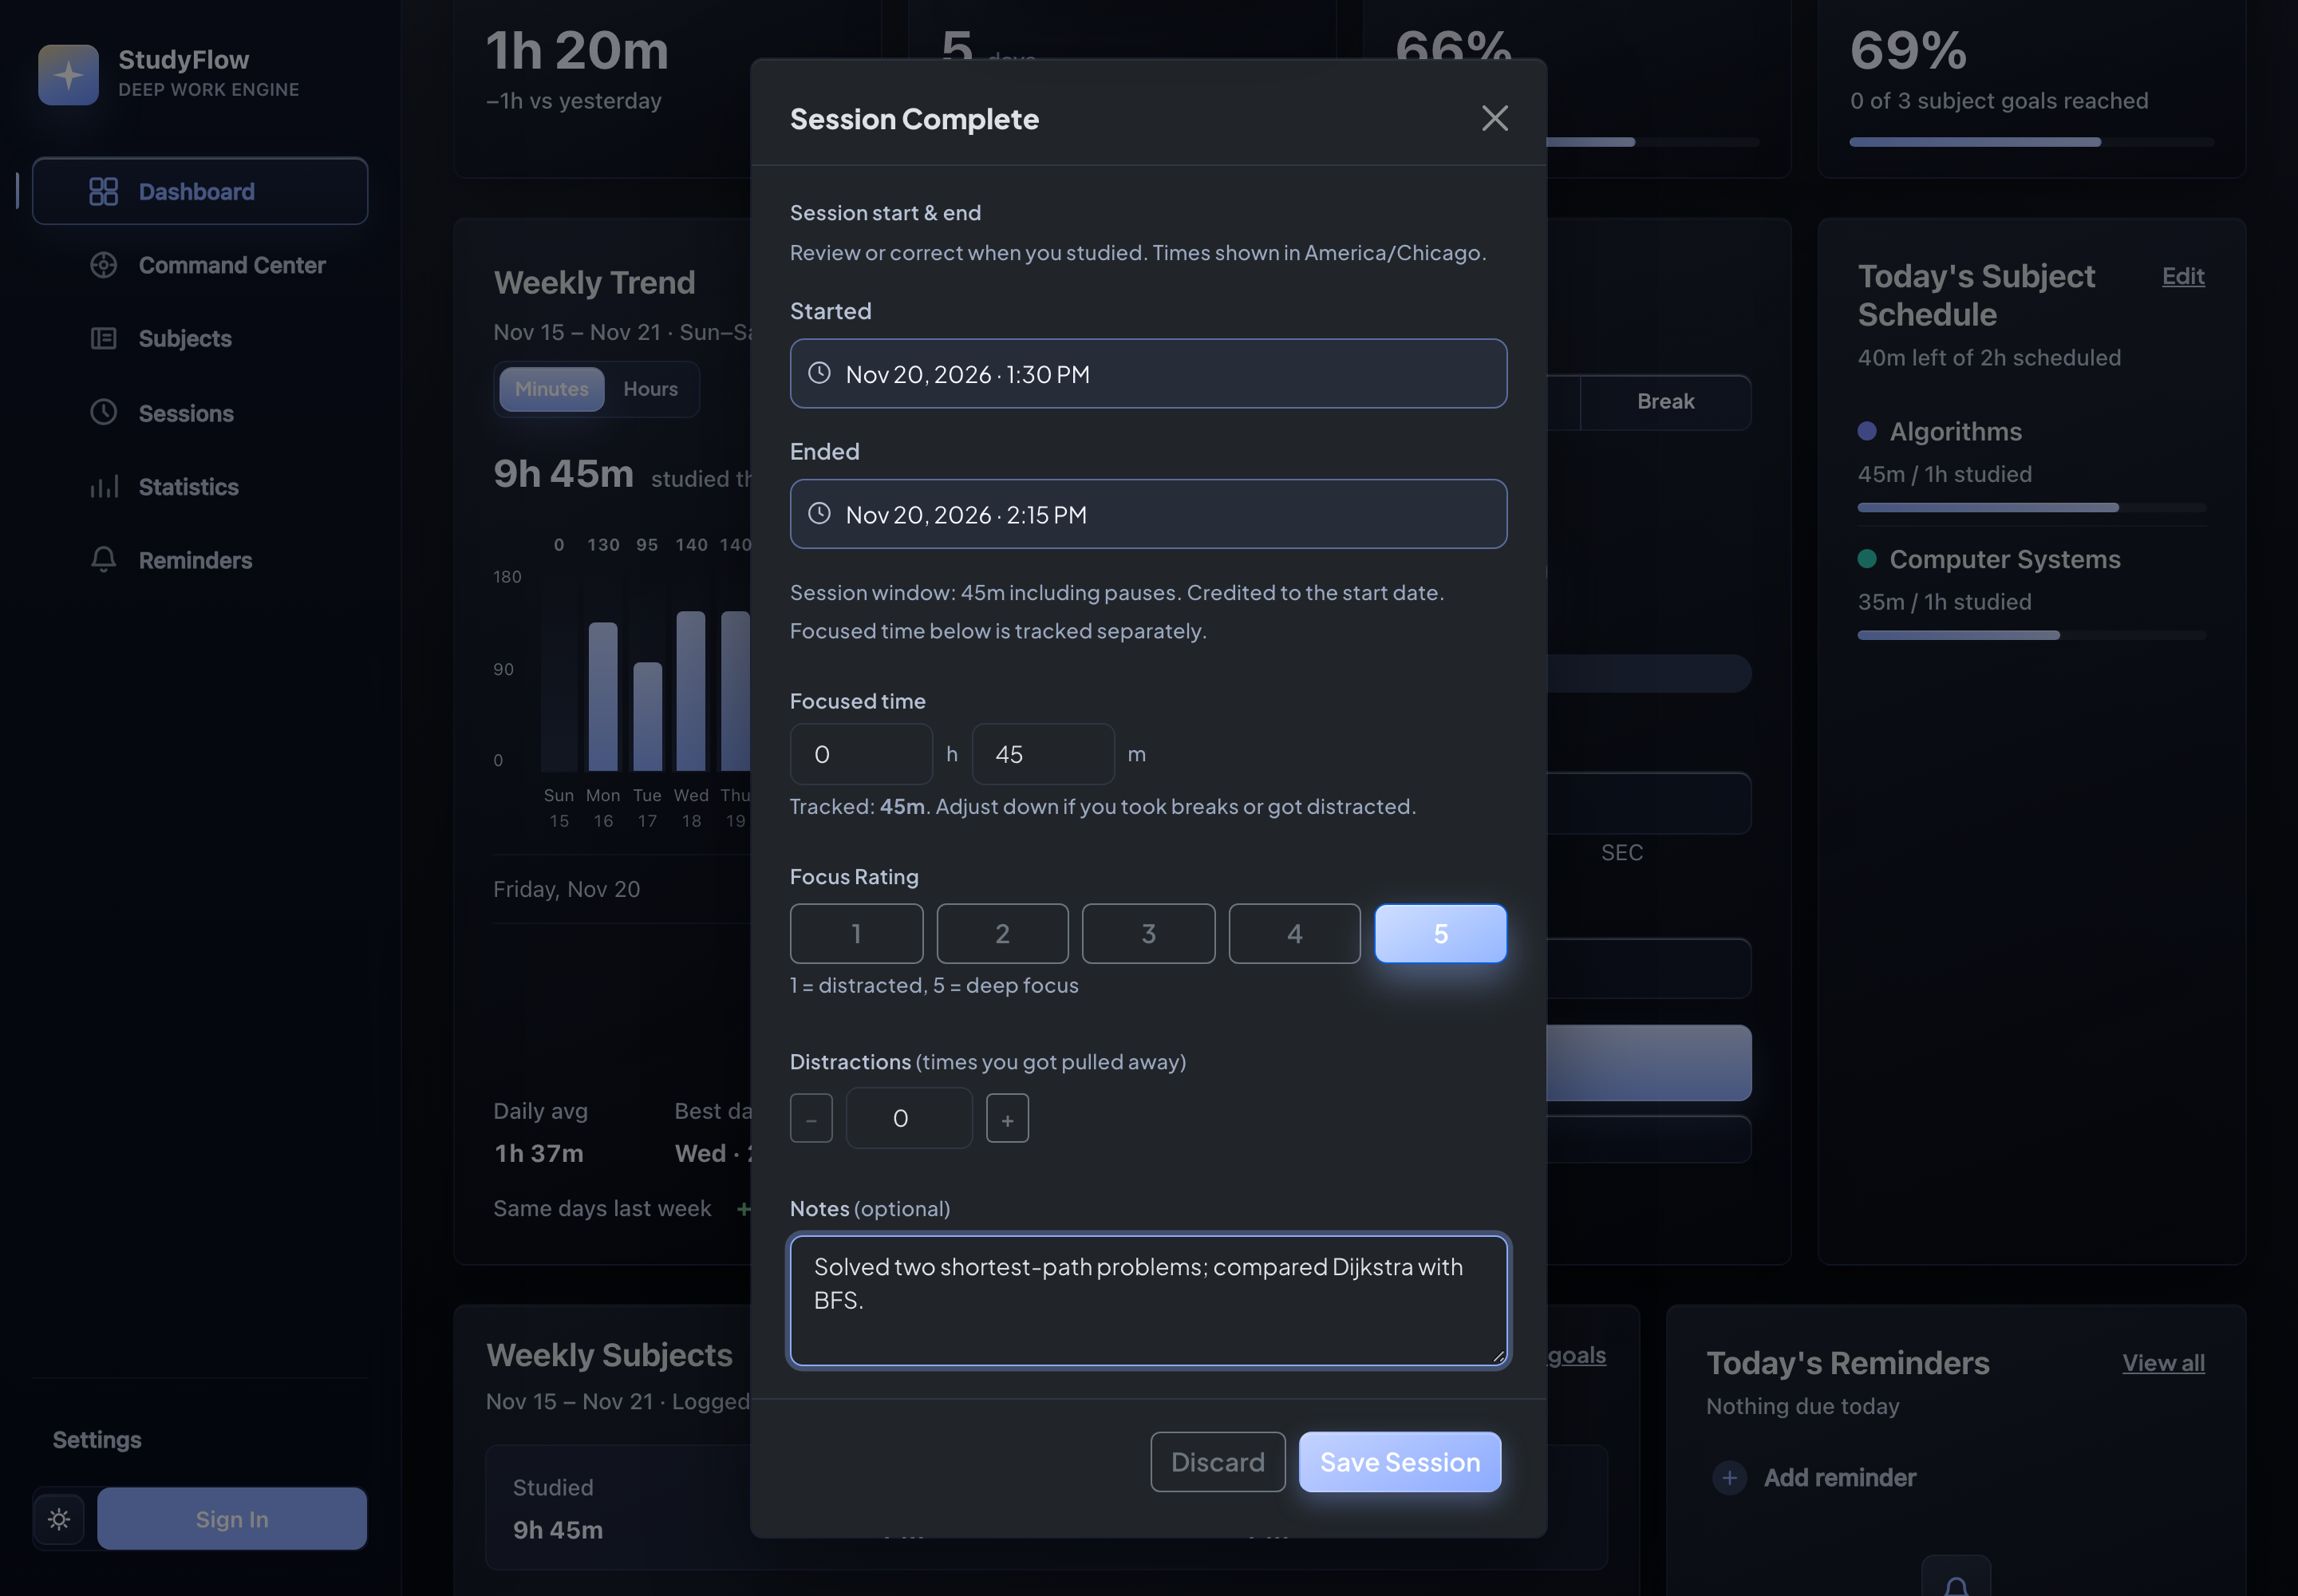 StudyFlow
DEEP WORK ENGINE
Dashboard
Command Center
Subjects
Sessions
Statistics
Reminders
Settings
Sign In
1h 20m
−1h vs yesterday
5 days
66%
69%
0 of 3 subject goals reached
Weekly Trend
Nov 15 – Nov 21 · Sun–Sa
Minutes
Hours
9h 45m studied th
0 130 95 140 140
180
90
0
Sun Mon Tue Wed Thu
15 16 17 18 19
Friday, Nov 20
Daily avg
Best da
1h 37m
Wed ·
Same days last week +
Session Complete
Session start & end
Review or correct when you studied. Times shown in America/Chicago.
Started
Nov 20, 2026 · 1:30 PM
Ended
Nov 20, 2026 · 2:15 PM
Session window: 45m including pauses. Credited to the start date.
Focused time below is tracked separately.
Focused time
0 h 45 m
Tracked: 45m. Adjust down if you took breaks or got distracted.
Focus Rating
1 2 3 4 5
1 = distracted, 5 = deep focus
Distractions (times you got pulled away)
− 0 +
Notes (optional)
Solved two shortest-path problems; compared Dijkstra with
BFS.
Discard
Save Session
Break
SEC
Today's Subject
Schedule
Edit
40m left of 2h scheduled
Algorithms
45m / 1h studied
Computer Systems
35m / 1h studied
Weekly Subjects
goals
Nov 15 – Nov 21 · Logged
Studied
9h 45m
Today's Reminders
View all
Nothing due today
+ Add reminder